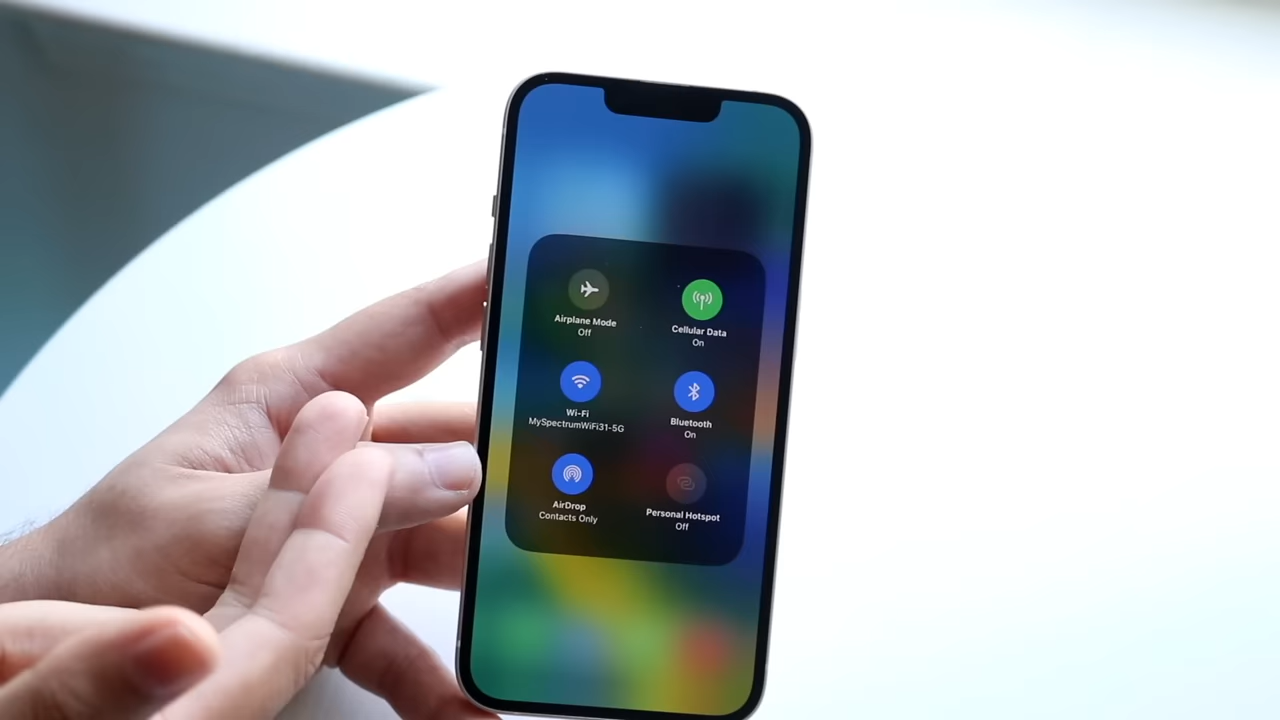 Airplane Mode
Off
Cellular Data
On
Wi-Fi
MySpectrumWiFi31-5G
Bluetooth
On
AirDrop
Contacts Only
Personal Hotspot
Off